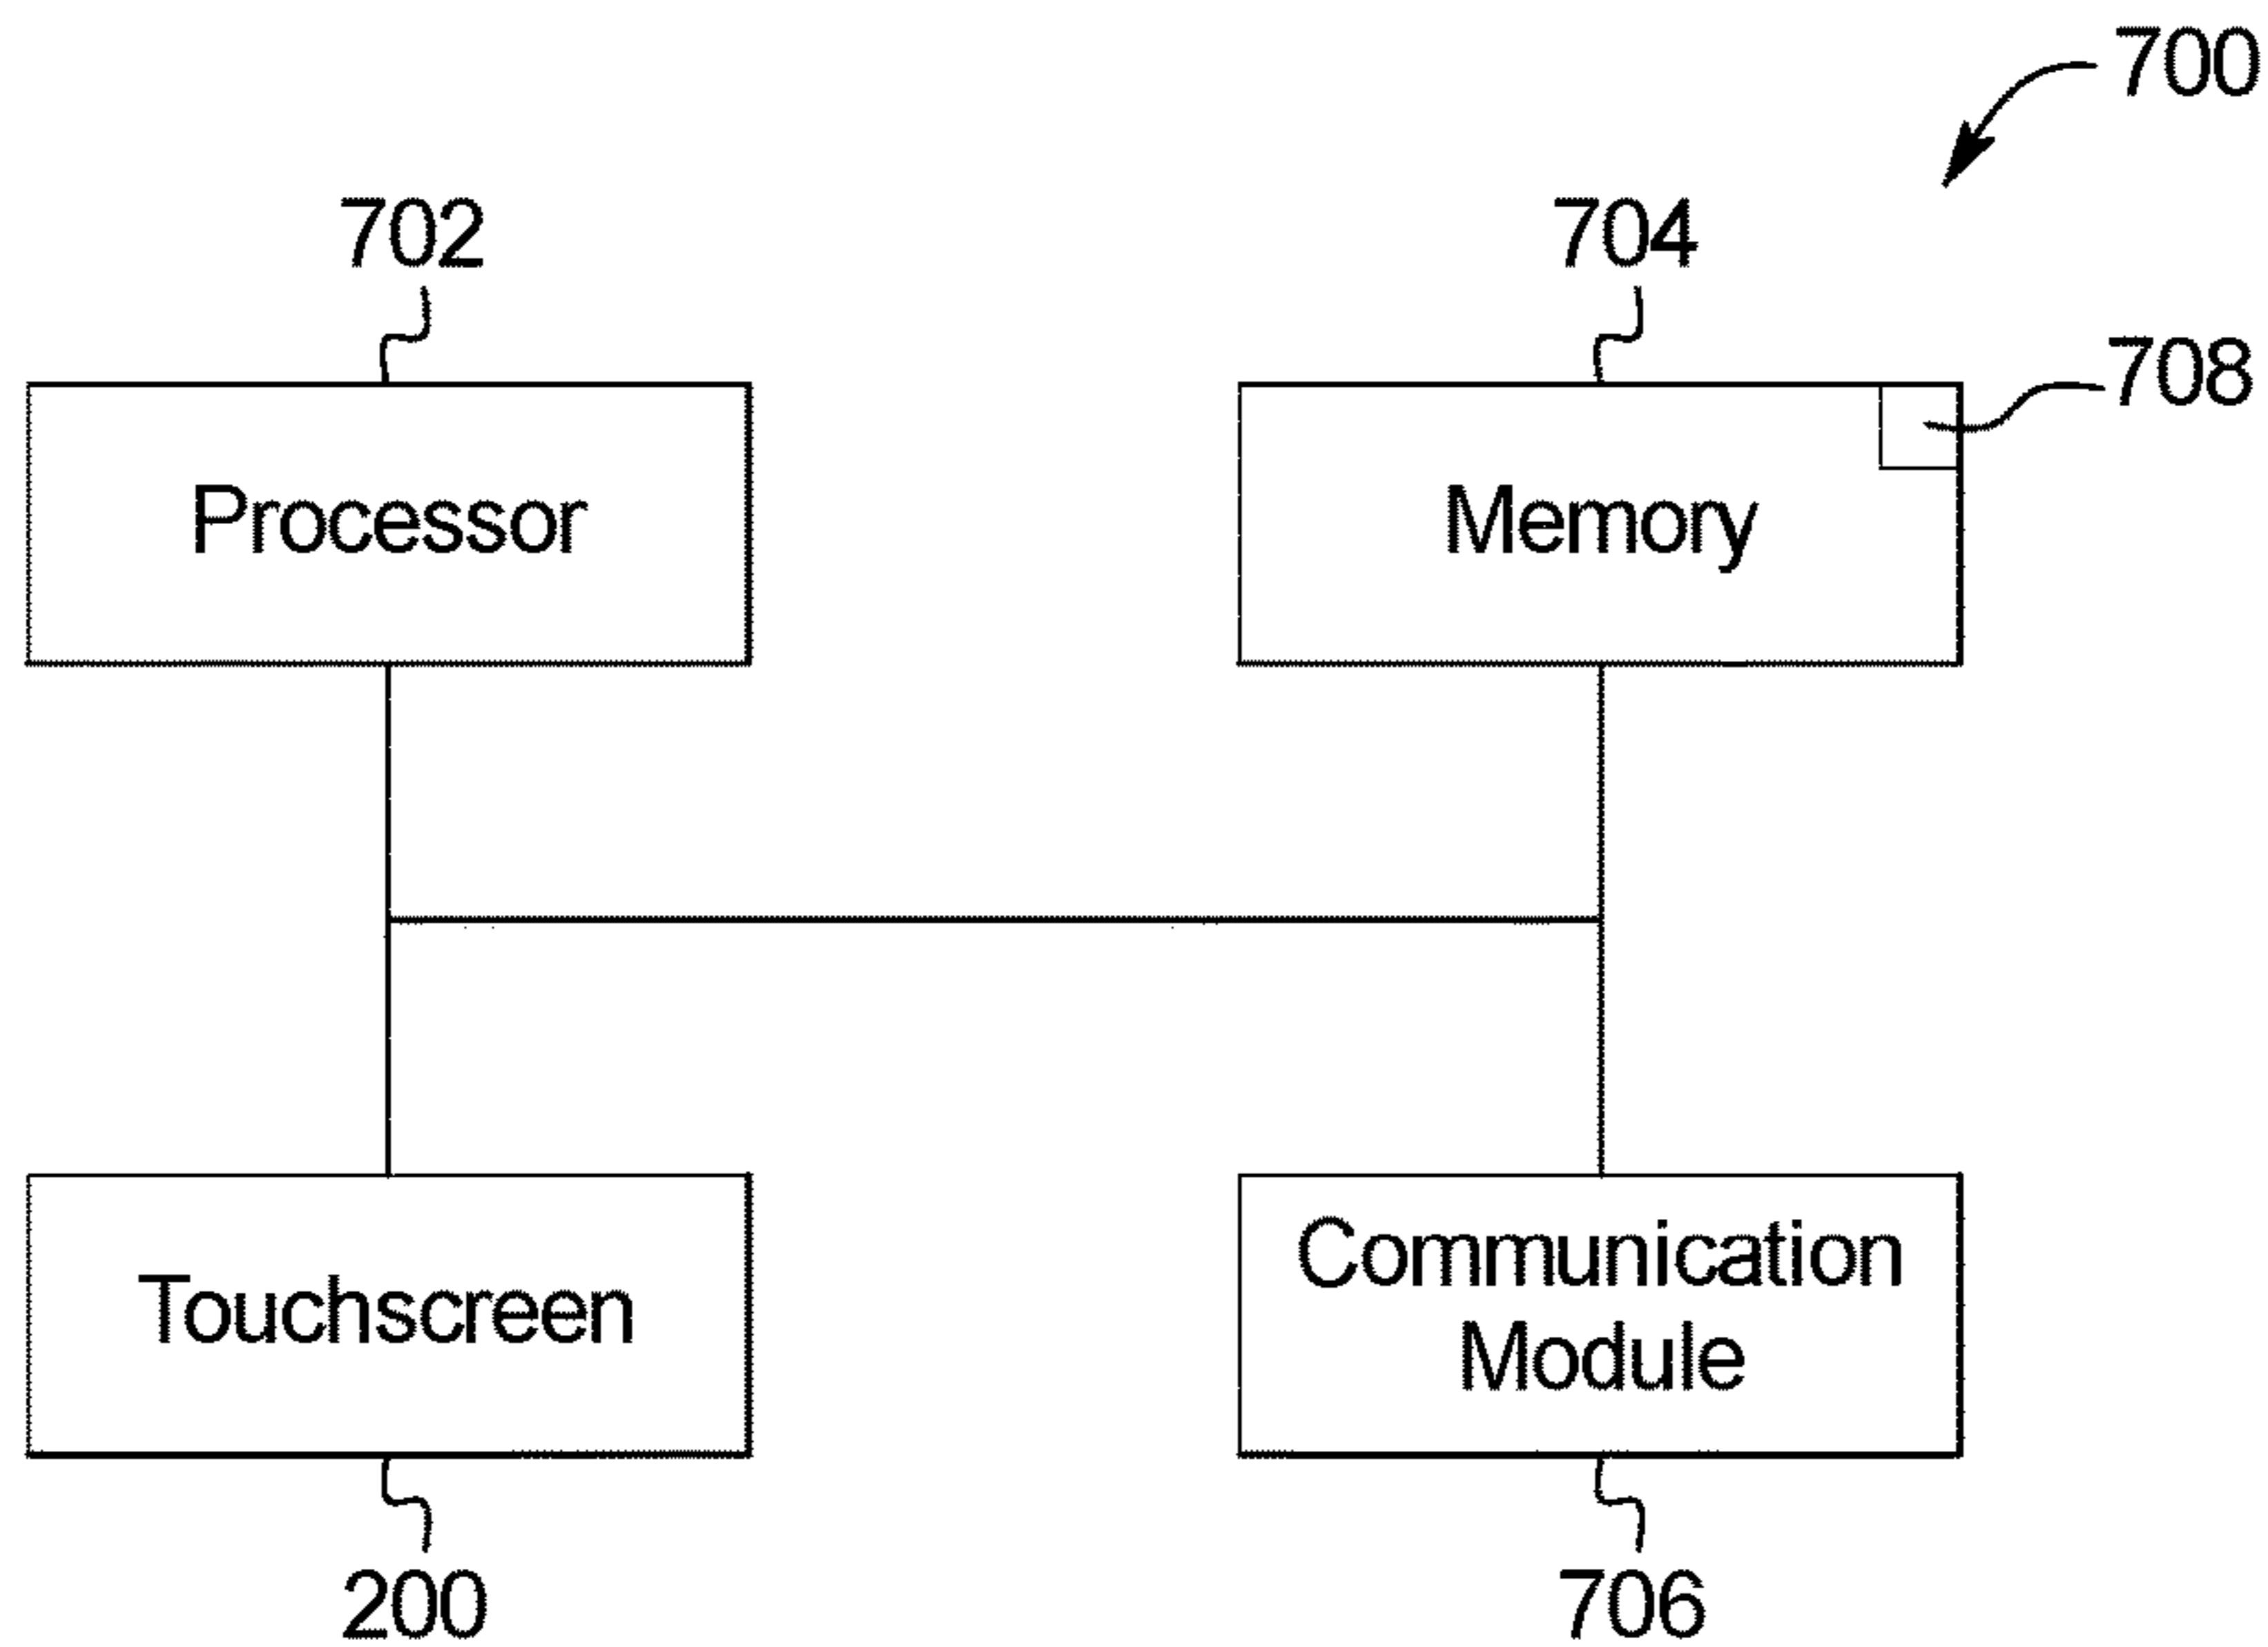 700
702
704
708
Processor
Memory
Touchscreen
Communication
Module
200
706